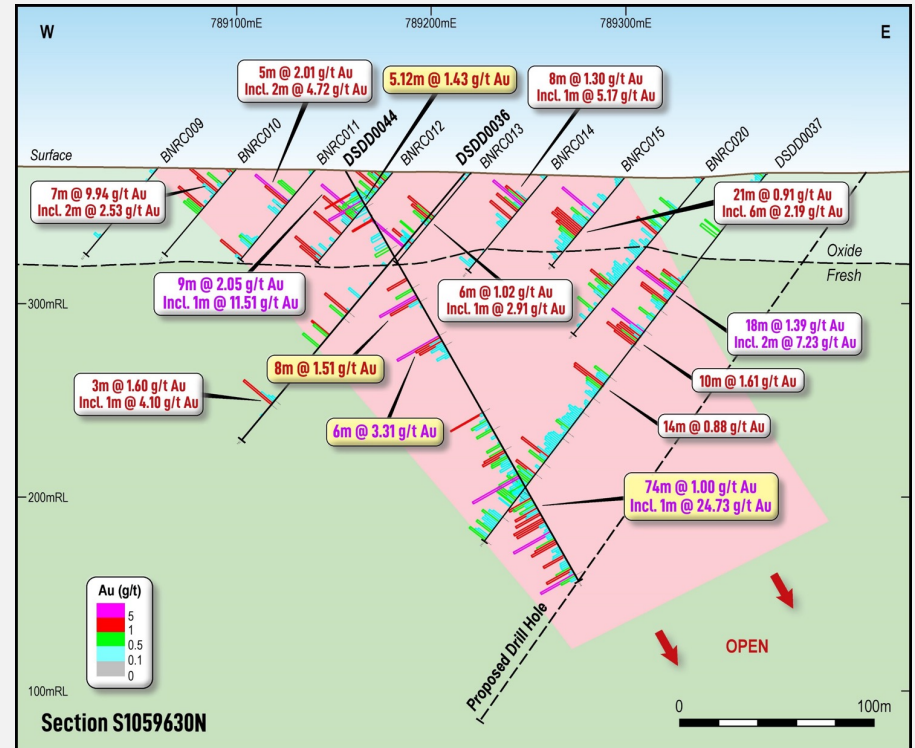 789100mE
789200mE
789300mE
W
E
5m @ 2.01 g/t Au
Incl. 2m @ 4.72 g/t Au
5.12m @ 1.43 g/t Au
8m @ 1.30 g/t Au
Incl. 1m @ 5.17 g/t Au
Surface
BNRC009
BNRC010
BNRC011
DSDD0044
BNRC012
DSDD0036
BNRC013
BNRC014
BNRC015
BNRC020
DSDD0037
7m @ 9.94 g/t Au
Incl. 2m @ 2.53 g/t Au
21m @ 0.91 g/t Au
Incl. 6m @ 2.19 g/t Au
Oxide
Fresh
9m @ 2.05 g/t Au
Incl. 1m @ 11.51 g/t Au
6m @ 1.02 g/t Au
Incl. 1m @ 2.91 g/t Au
300mRL
18m @ 1.39 g/t Au
Incl. 2m @ 7.23 g/t Au
8m @ 1.51 g/t Au
10m @ 1.61 g/t Au
3m @ 1.60 g/t Au
Incl. 1m @ 4.10 g/t Au
14m @ 0.88 g/t Au
6m @ 3.31 g/t Au
200mRL
74m @ 1.00 g/t Au
Incl. 1m @ 24.73 g/t Au
Au (g/t)
5
1
0.5
0.1
0
Proposed Drill Hole
OPEN
100mRL
0
100m
Section S1059630N